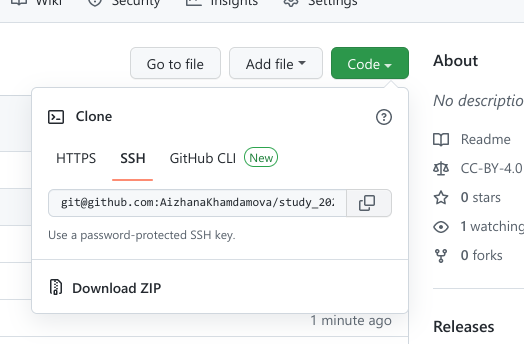 Wiki Security Insights Settings
Go to file Add file Code
About
No descriptio
Clone
Readme
HTTPS SSH GitHub CLI New
CC-BY-4.0
0 stars
git@github.com:AizhanaKhamdamova/study_202
1 watching
Use a password-protected SSH key.
0 forks
Download ZIP
1 minute ago
Releases